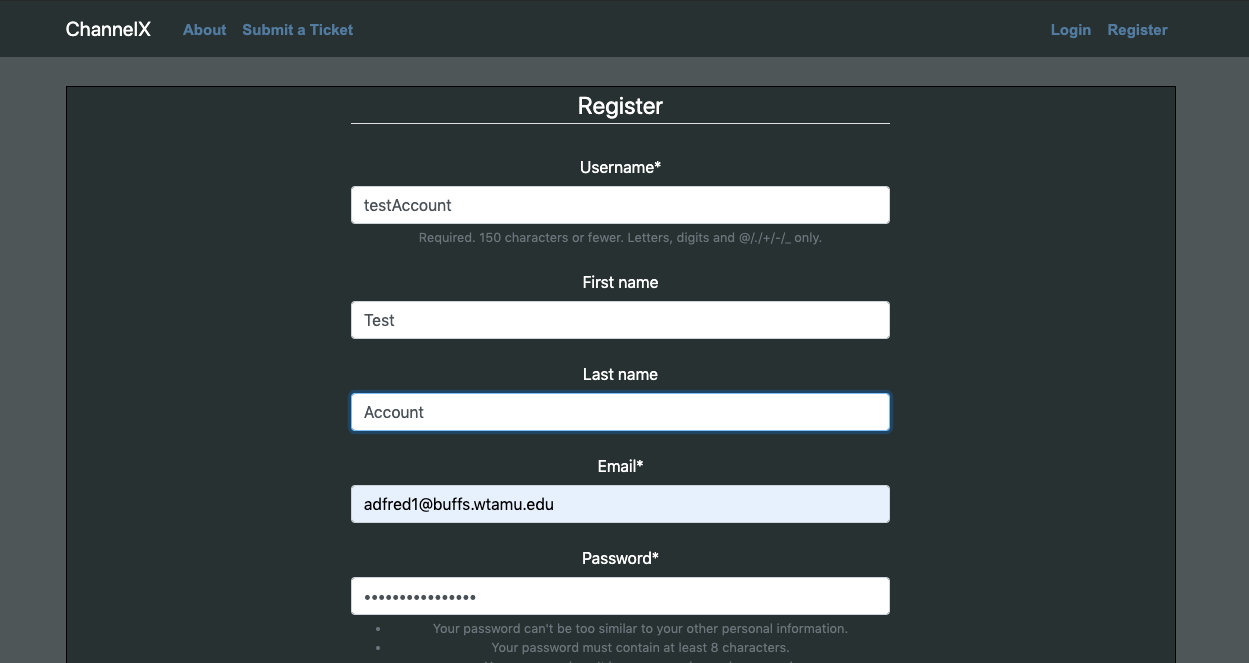 ChannelX About Submit a Ticket Login Register
Register
Username*
testAccount
Required. 150 characters or fewer. Letters, digits and @/./+/-/_ only.
First name
Test
Last name
Account
Email*
adfred1@buffs.wtamu.edu
Password*
••••••••••••••••
• Your password can't be too similar to your other personal information.
• Your password must contain at least 8 characters.